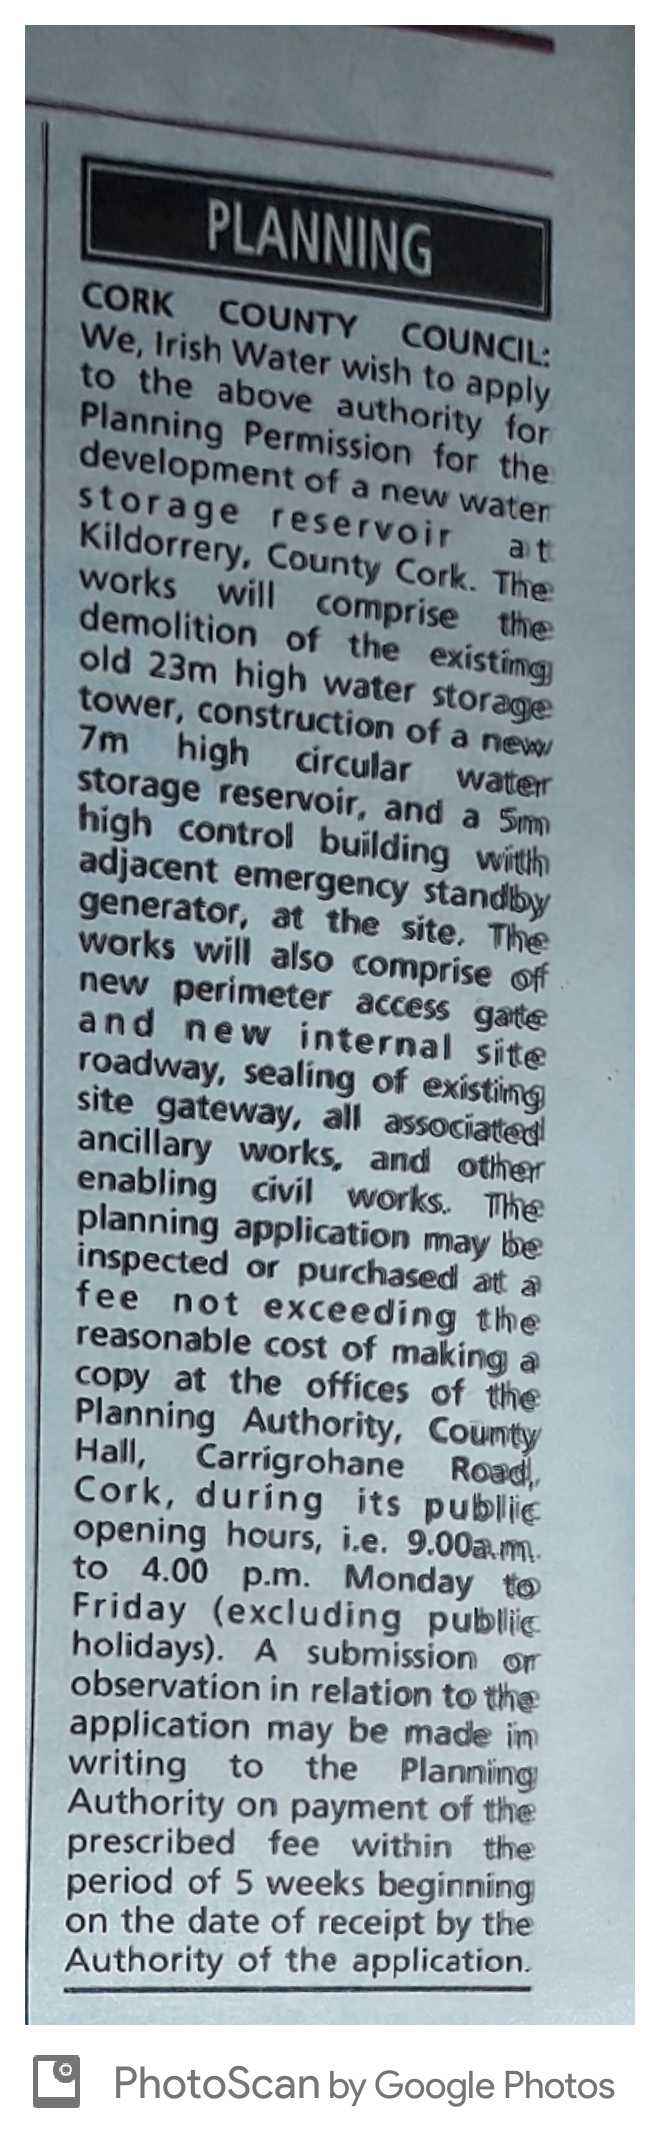 PLANNING
CORK COUNTY COUNCIL:
We, Irish Water wish to apply
to the above authority for
Planning Permission for the
development of a new water
storage reservoir at
Kildorrery, County Cork. The
works will comprise the
demolition of the existing
old 23m high water storage
tower, construction of a new
7m high circular water
storage reservoir, and a 5m
high control building with
adjacent emergency standby
generator, at the site. The
works will also comprise of
new perimeter access gate
and new internal site
roadway, sealing of existing
site gateway, all associated
ancillary works, and other
enabling civil works. The
planning application may be
inspected or purchased at a
fee not exceeding the
reasonable cost of making a
copy at the offices of the
Planning Authority, County
Hall, Carrigrohane Road,
Cork, during its public
opening hours, i.e. 9.00a.m.
to 4.00 p.m. Monday to
Friday (excluding public
holidays). A submission or
observation in relation to the
application may be made in
writing to the Planning
Authority on payment of the
prescribed fee within the
period of 5 weeks beginning
on the date of receipt by the
Authority of the application.
PhotoScan by Google Photos